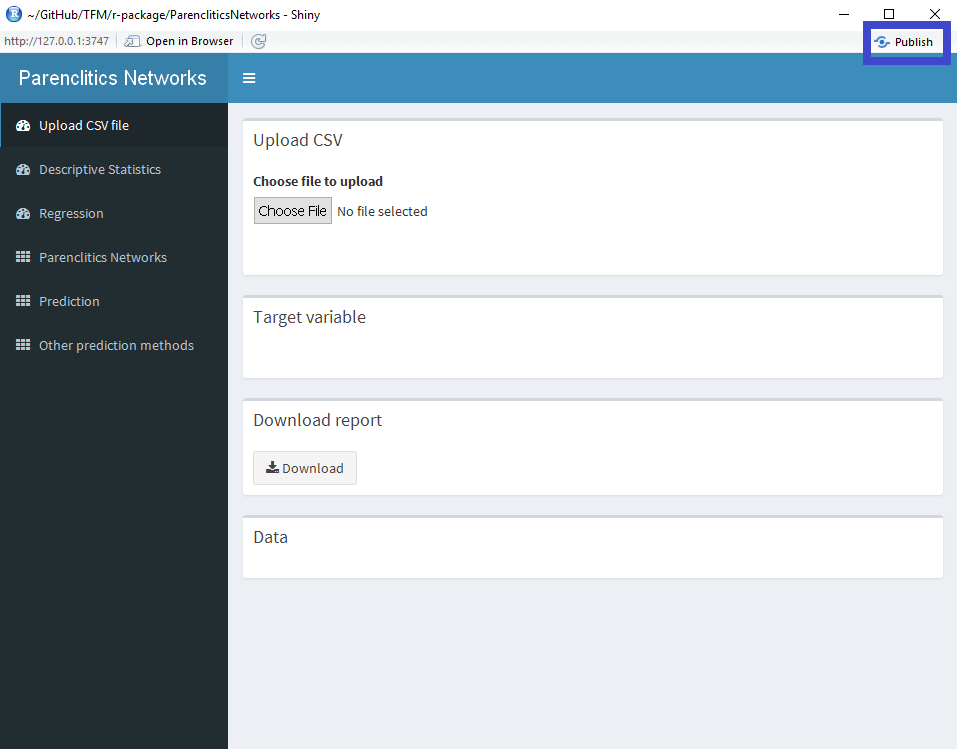 ~/GitHub/TFM/r-package/ParencliticsNetworks - Shiny
http://127.0.0.1:3747 Open in Browser Publish
Parenclitics Networks
Upload CSV file
Descriptive Statistics
Regression
Parenclitics Networks
Prediction
Other prediction methods
Upload CSV
Choose file to upload
Choose File No file selected
Target variable
Download report
Download
Data